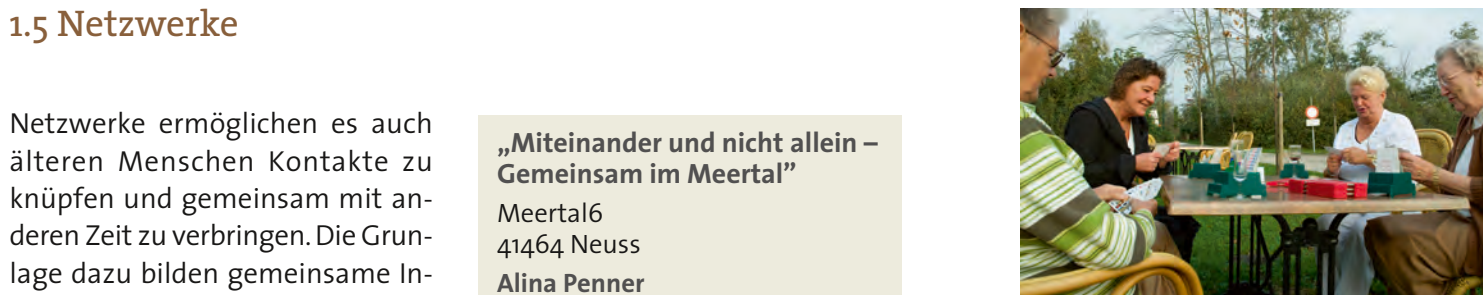 1.5 Netzwerke
Netzwerke ermöglichen es auch
älteren Menschen Kontakte zu
knüpfen und gemeinsam mit an-
deren Zeit zu verbringen. Die Grun-
lage dazu bilden gemeinsame In-
„Miteinander und nicht allein –
Gemeinsam im Meertal”
Meertal6
41464 Neuss
Alina Penner